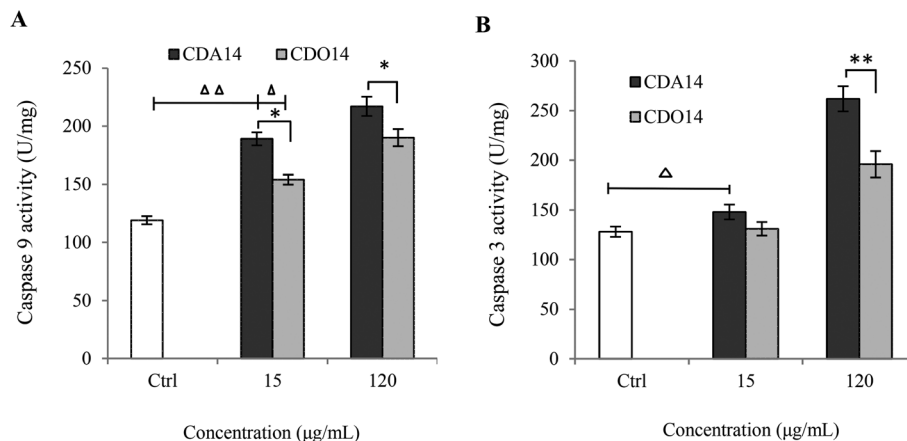 A
CDA14 CDO14
Caspase 9 activity (U/mg)
250
200
150
100
50
0
Δ Δ Δ
*
*
Ctrl 15 120
Concentration (μg/mL)
B
CDA14
CDO14
Caspase 3 activity (U/mg)
300
250
200
150
100
50
0
Δ
**
Ctrl 15 120
Concentration (μg/mL)